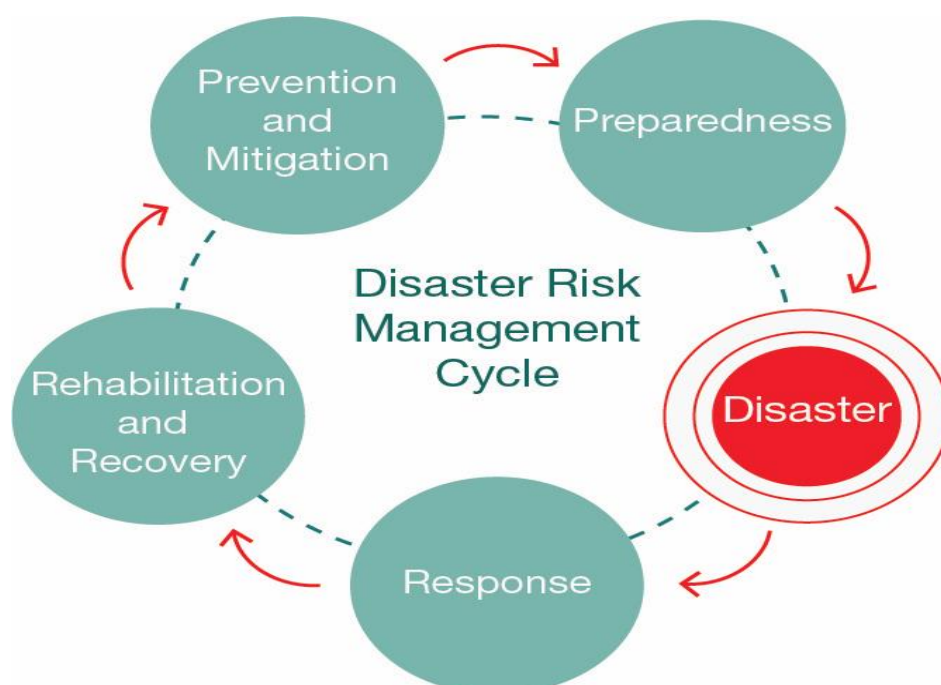 Prevention
and
Mitigation
Preparedness
Disaster Risk
Management
Cycle
Disaster
Rehabilitation
and
Recovery
Response